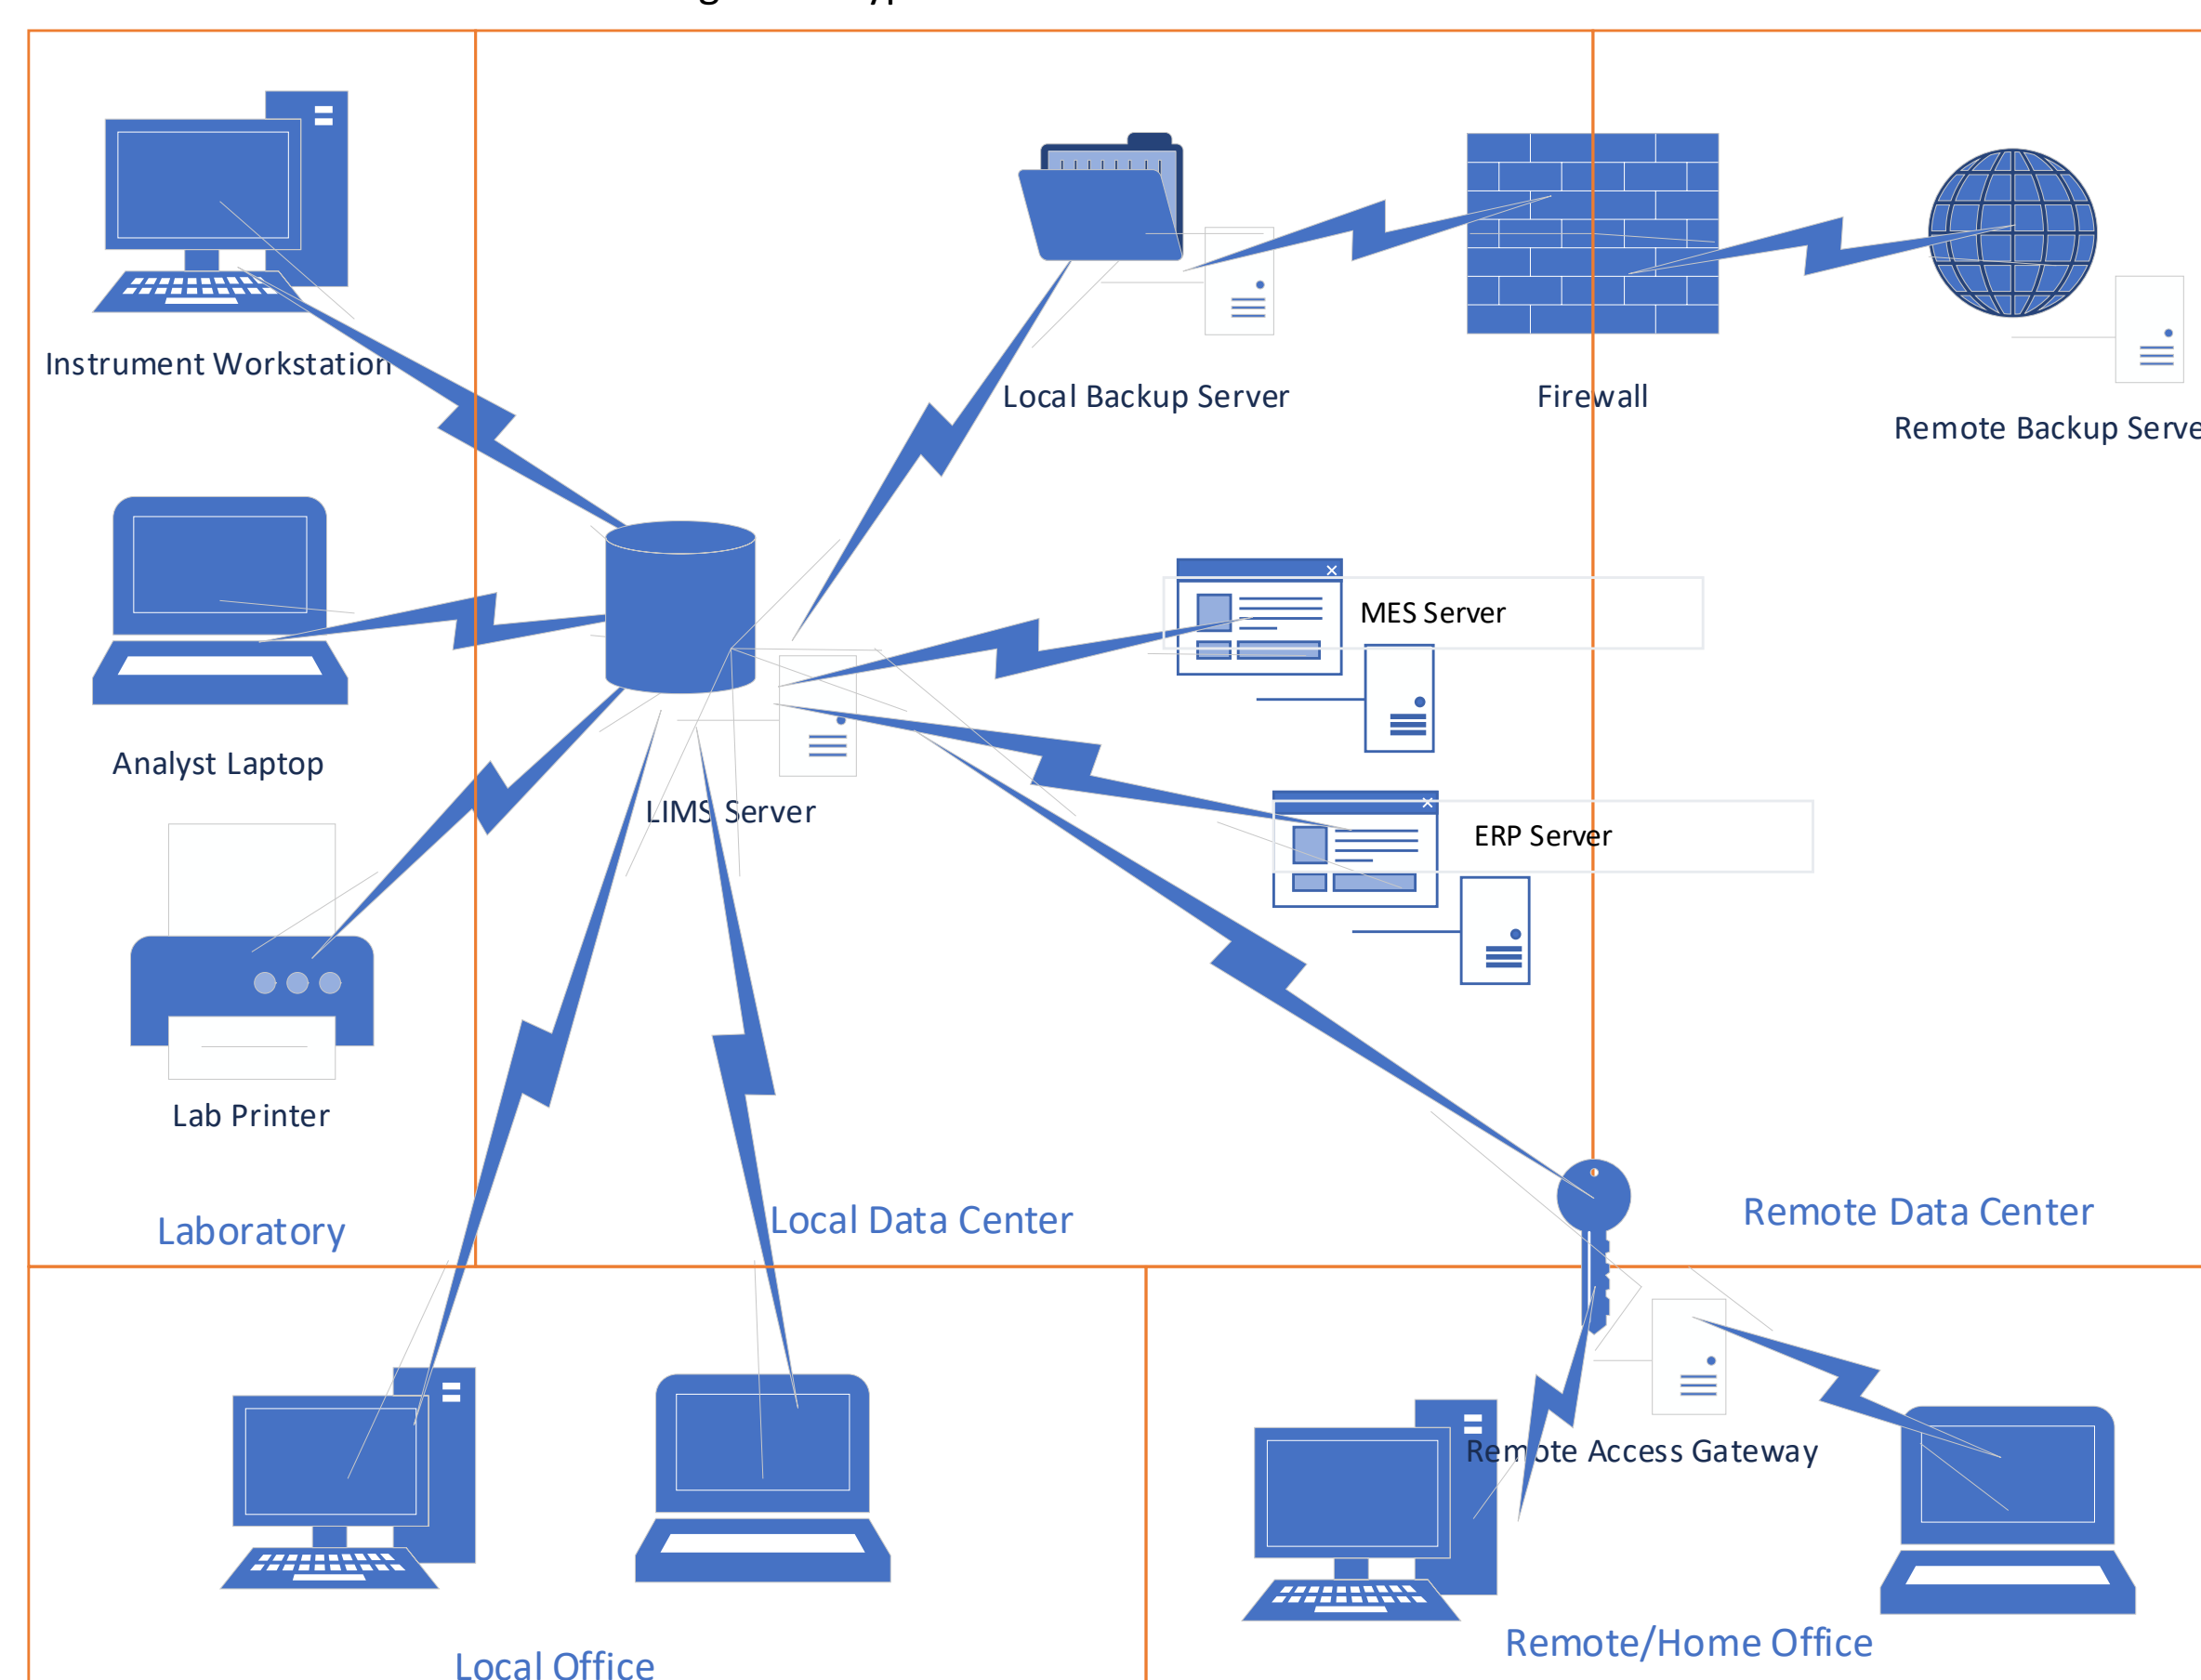 Instrument Workstation
Local Backup Server
Firewall
Remote Backup Serve
MES Server
Analyst Laptop
LIMS Server
ERP Server
Lab Printer
Laboratory
Local Data Center
Remote Data Center
Remote Access Gateway
Local Office
Remote/Home Office